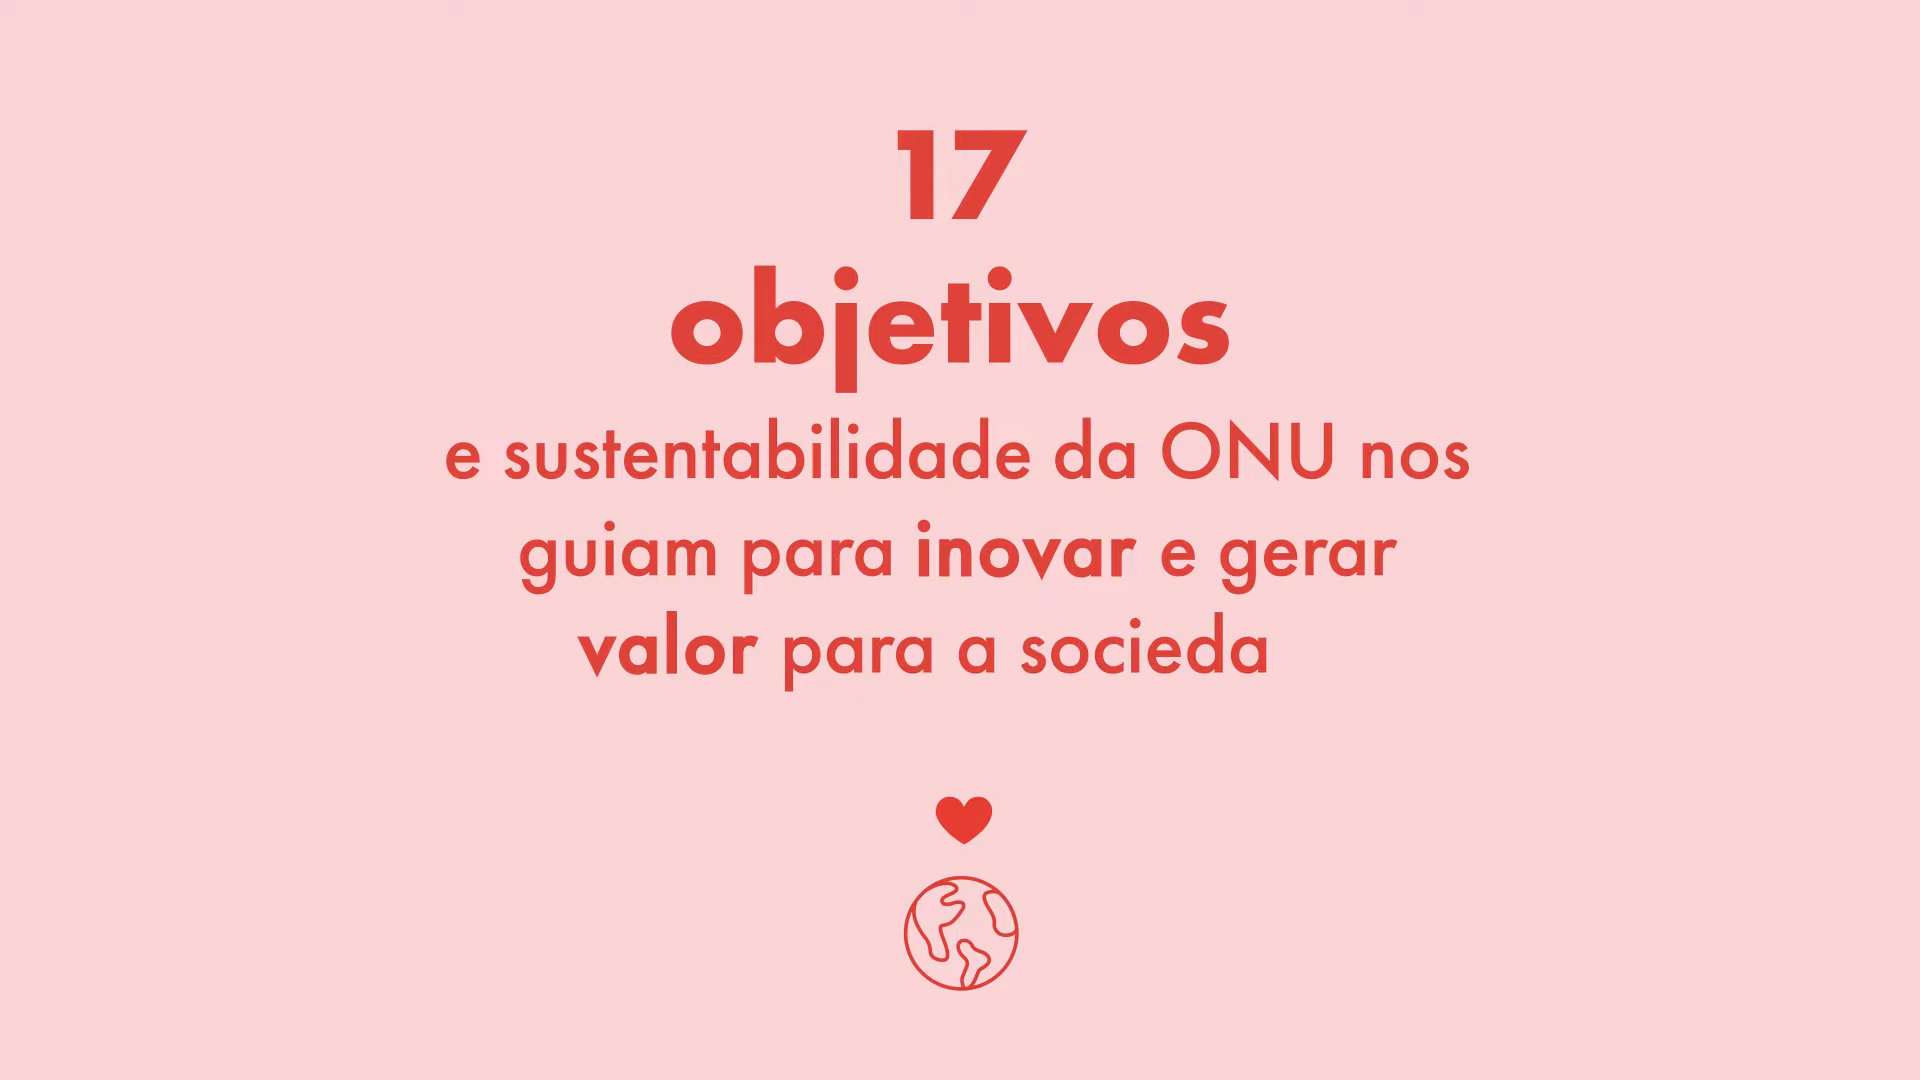 17
objetivos
e sustentabilidade da ONU nos
guiam para inovar e gerar
valor para a socieda